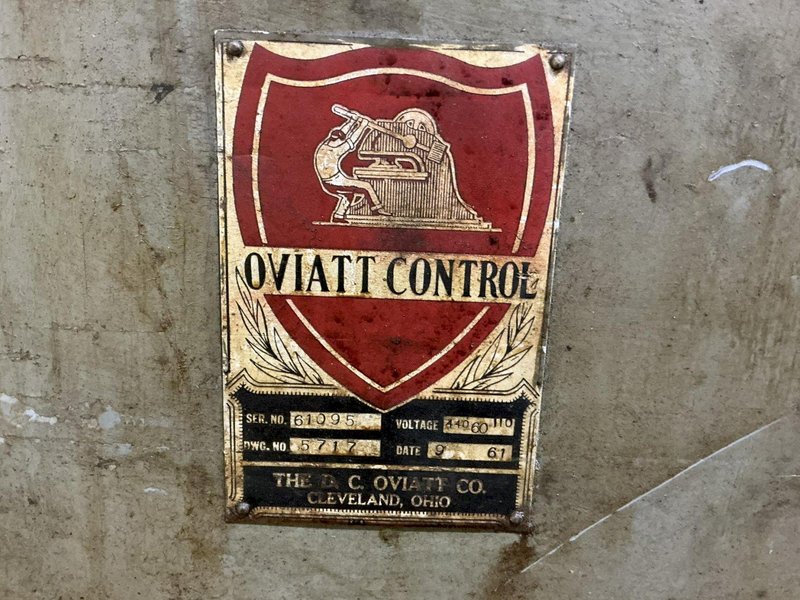 OVIATT CONTROL
SER. NO. 61095 VOLTAGE 440 60 110
DWG. NO 5717 DATE 9 61
THE D. C. OVIATT CO.
CLEVELAND, OHIO